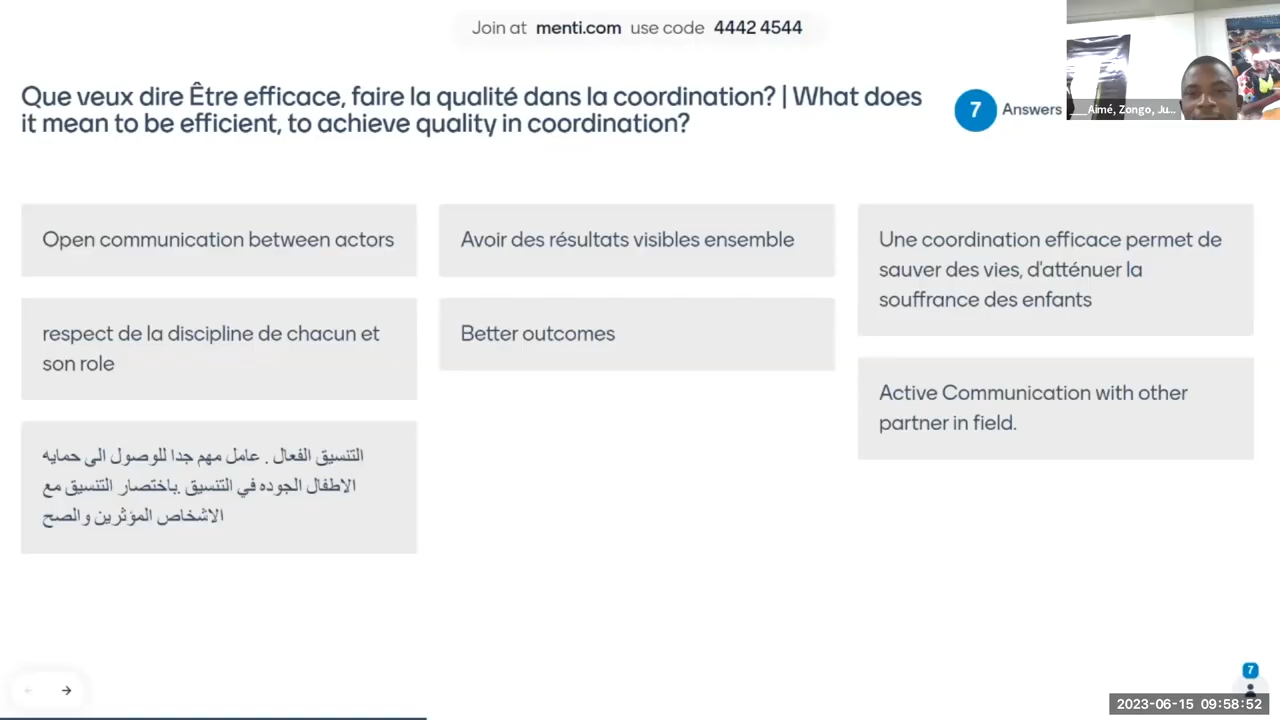 Join at menti.com use code 4442 4544
Que veux dire Être efficace, faire la qualité dans la coordination? | What does
it mean to be efficient, to achieve quality in coordination?
7 Answers
___Aimé, Zongo, Ju...
Open communication between actors
respect de la discipline de chacun et
son role
التنسيق الفعال . عامل مهم جدا للوصول الى حمايه
الاطفال الجوده في التنسيق .باختصار التنسيق مع
الاشخاص المؤثرين والصح
Avoir des résultats visibles ensemble
Better outcomes
Une coordination efficace permet de
sauver des vies, d'atténuer la
souffrance des enfants
Active Communication with other
partner in field.
7
2023-06-15 09:58:52